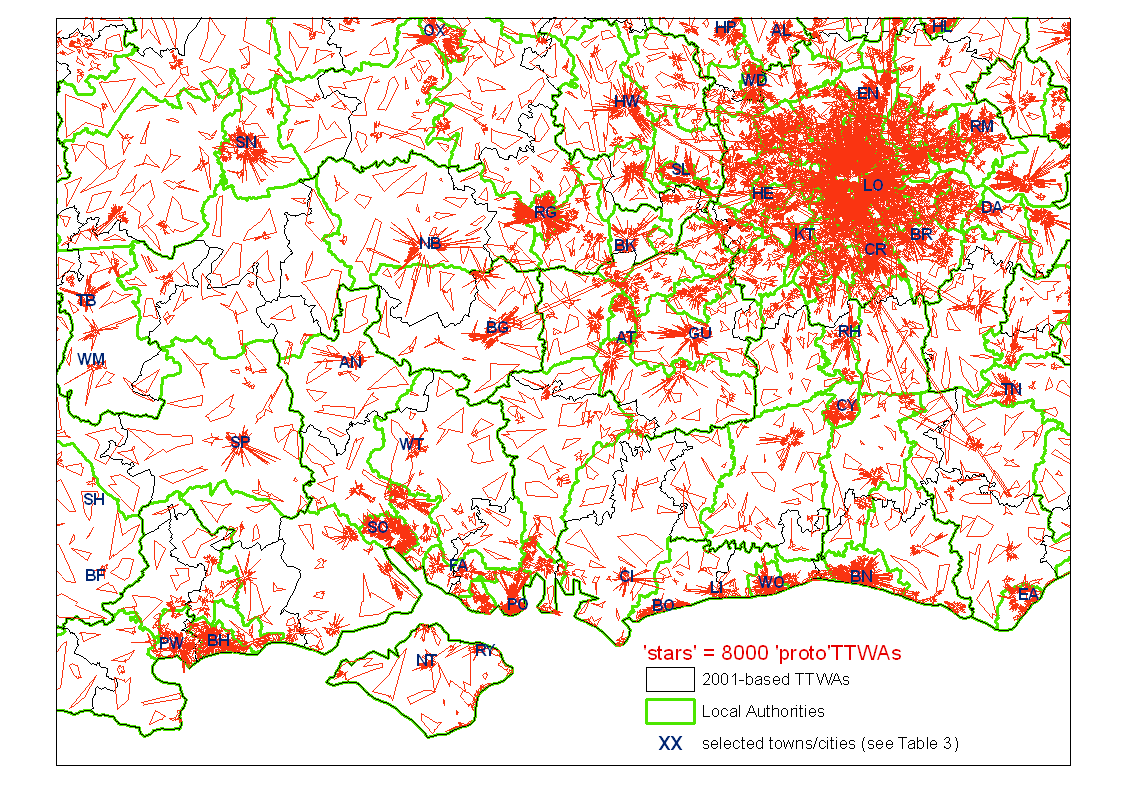 OX
HP
AL
HL
WD
EN
HW
RM
SN
SL
LO
HE
DA
RG
KT
BR
NB
BK
CR
TB
BG
AT
GU
RH
WM
AN
TN
CY
SP
WT
SH
SO
BF
FA
CI
LI
WO
BN
PO
BO
EA
PW
BH
NT
RY
'stars' = 8000 'proto'TTWAs
2001-based TTWAs
Local Authorities
XX selected towns/cities (see Table 3)